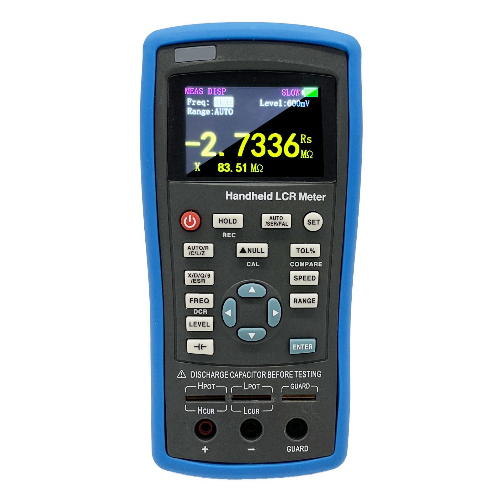 MEAS DISP SLOW
Freq: Level:600mV
Range:AUTO
-2.7336 Rs MΩ
X 83.51 MΩ
Handheld LCR Meter
HOLD AUTO /SER/PAL SET
REC
AUTO/R /C/L/Z ▲NULL TOL%
CAL COMPARE
X/D/Q/θ /ESR SPEED
FREQ RANGE
DCR
LEVEL
ENTER
⚠ DISCHARGE CAPACITOR BEFORE TESTING
HPOT LPOT GUARD
HCUR LCUR
+ − GUARD